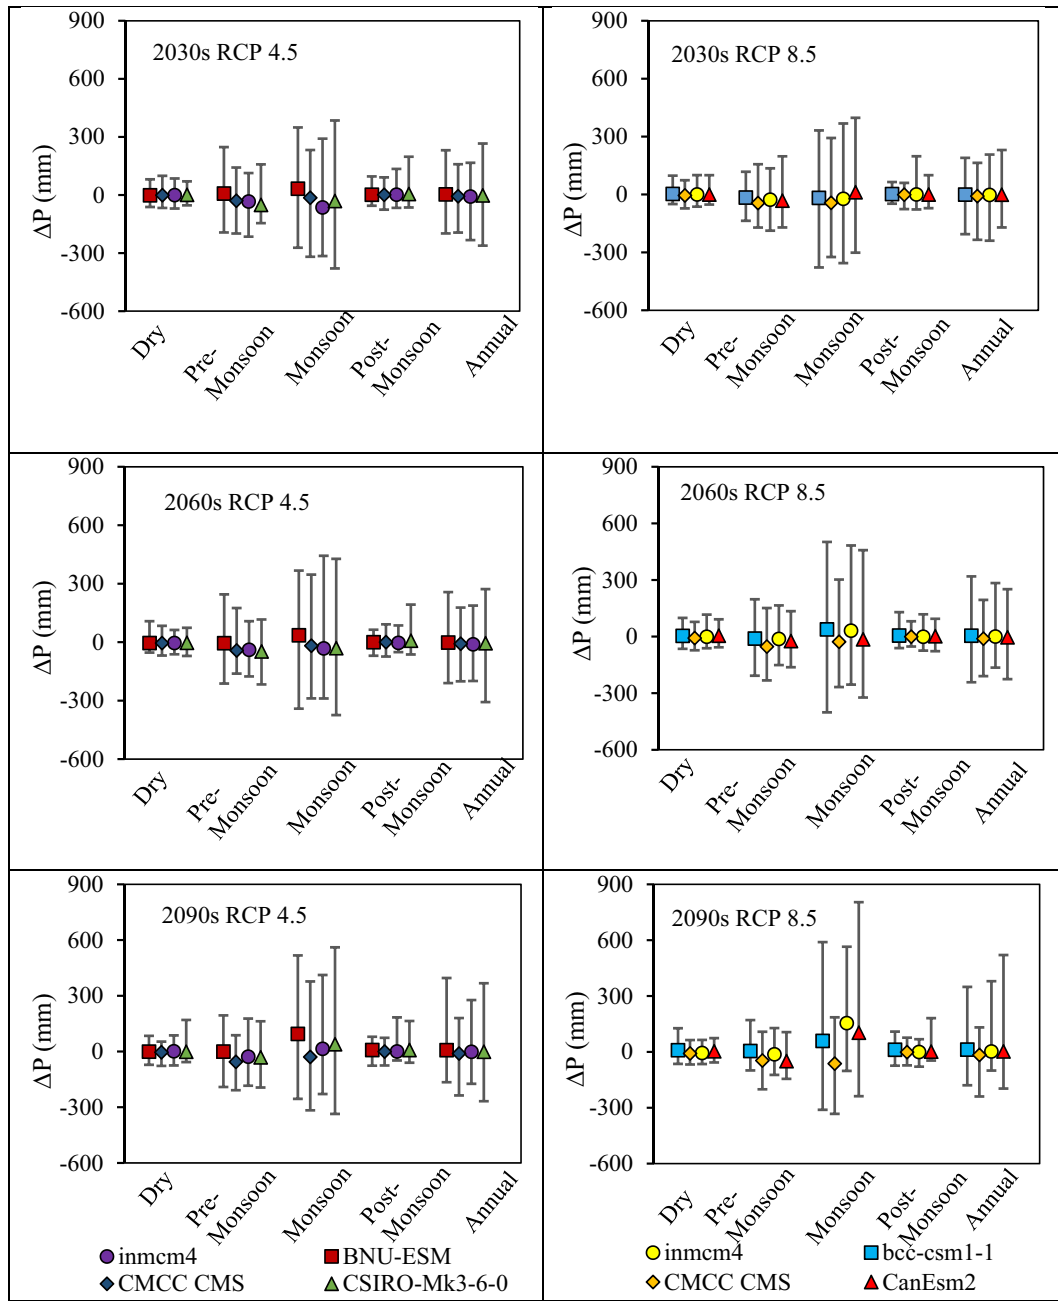 900
600
300
0
-300
-600
ΔP (mm)
2030s RCP 4.5
Dry
Pre-
Monsoon
Monsoon
Post-
Monsoon
Annual
900
600
300
0
-300
-600
ΔP (mm)
2030s RCP 8.5
Dry
Pre-
Monsoon
Monsoon
Post-
Monsoon
Annual
900
600
300
0
-300
-600
ΔP (mm)
2060s RCP 4.5
Dry
Pre-
Monsoon
Monsoon
Post-
Monsoon
Annual
900
600
300
0
-300
-600
ΔP (mm)
2060s RCP 8.5
Dry
Pre-
Monsoon
Monsoon
Post-
Monsoon
Annual
900
600
300
0
-300
-600
ΔP (mm)
2090s RCP 4.5
Dry
Pre-
Monsoon
Monsoon
Post-
Monsoon
Annual
inmcm4
BNU-ESM
CMCC CMS
CSIRO-Mk3-6-0
900
600
300
0
-300
-600
ΔP (mm)
2090s RCP 8.5
Dry
Pre-
Monsoon
Monsoon
Post-
Monsoon
Annual
inmcm4
bcc-csm1-1
CMCC CMS
CanEsm2